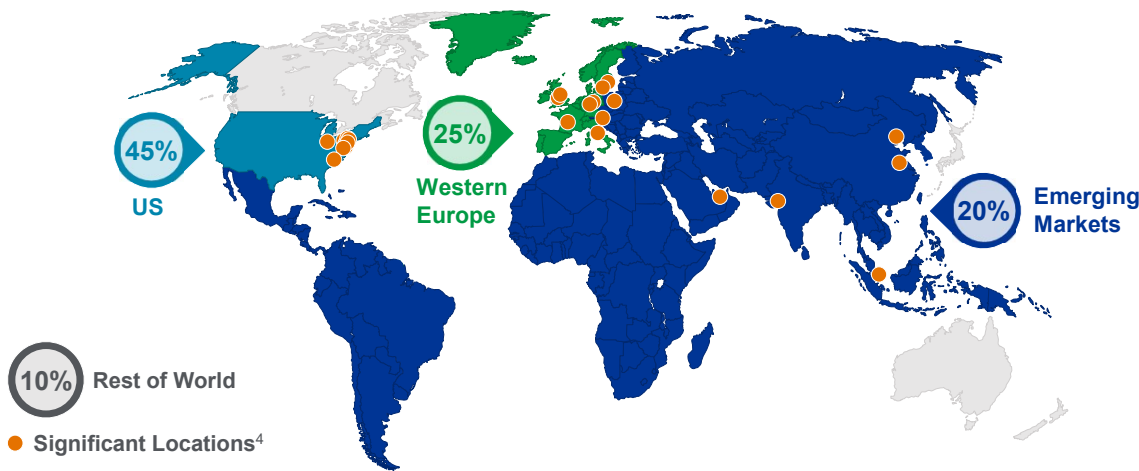 45%
US
25%
Western
Europe
20%
Emerging
Markets
10%
Rest of World
Significant Locations4